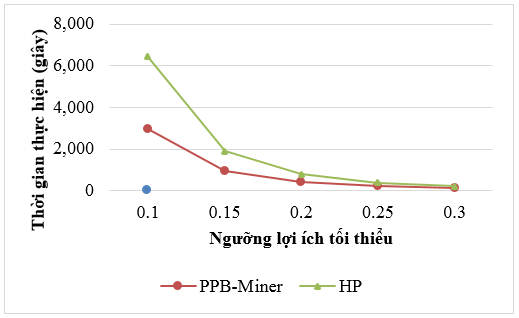 8,000
6,000
4,000
2,000
0
Thời gian thực hiện (giây)
0.1 0.15 0.2 0.25 0.3
Ngưỡng lợi ích tối thiểu
PPB-Miner HP